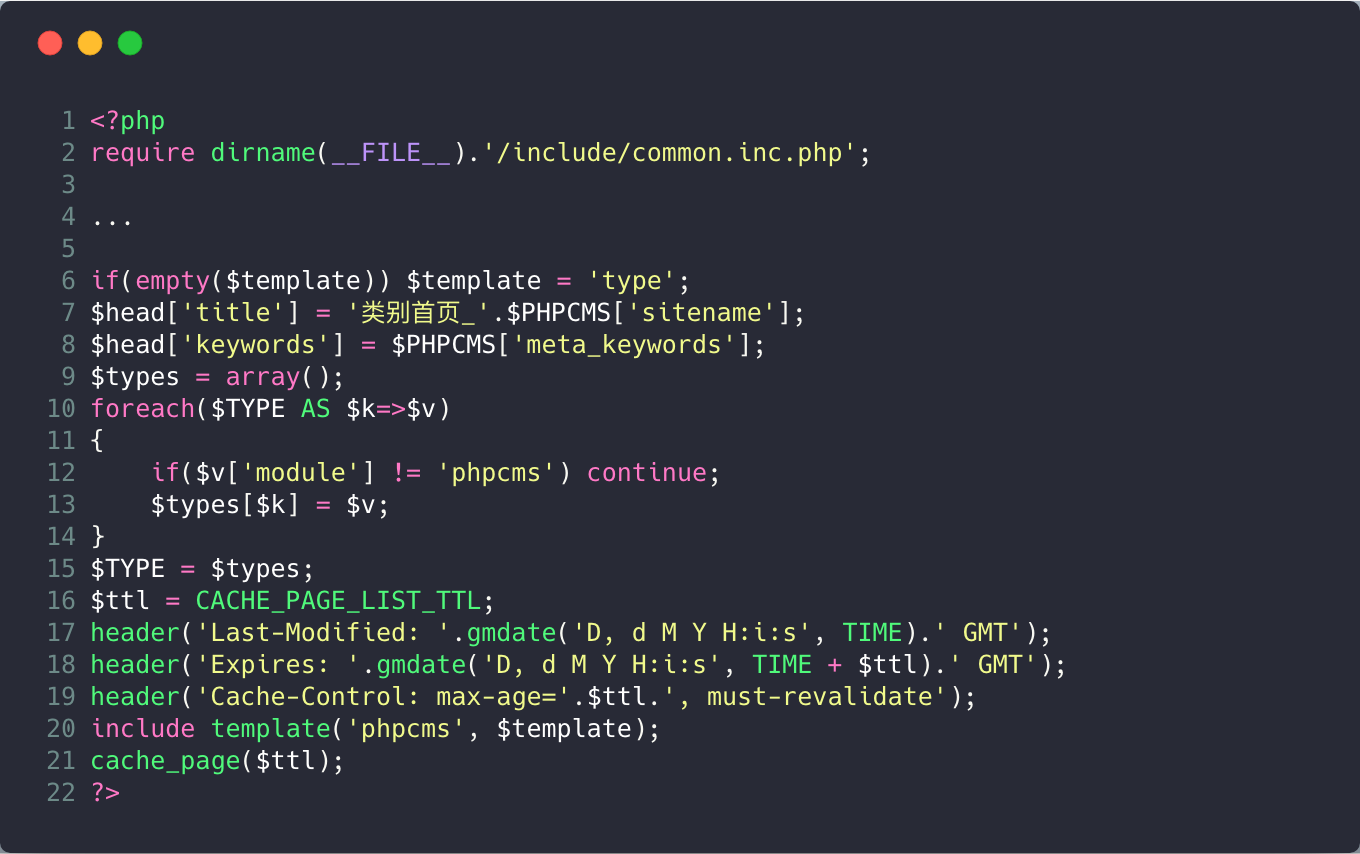 1 <?php
2 require dirname(__FILE__).'/include/common.inc.php';
3
4 ...
5
6 if(empty($template)) $template = 'type';
7 $head['title'] = '类别首页_'.$PHPCMS['sitename'];
8 $head['keywords'] = $PHPCMS['meta_keywords'];
9 $types = array();
10 foreach($TYPE AS $k=>$v)
11 {
12     if($v['module'] != 'phpcms') continue;
13     $types[$k] = $v;
14 }
15 $TYPE = $types;
16 $ttl = CACHE_PAGE_LIST_TTL;
17 header('Last-Modified: '.gmdate('D, d M Y H:i:s', TIME).' GMT');
18 header('Expires: '.gmdate('D, d M Y H:i:s', TIME + $ttl).' GMT');
19 header('Cache-Control: max-age='.$ttl.', must-revalidate');
20 include template('phpcms', $template);
21 cache_page($ttl);
22 ?>